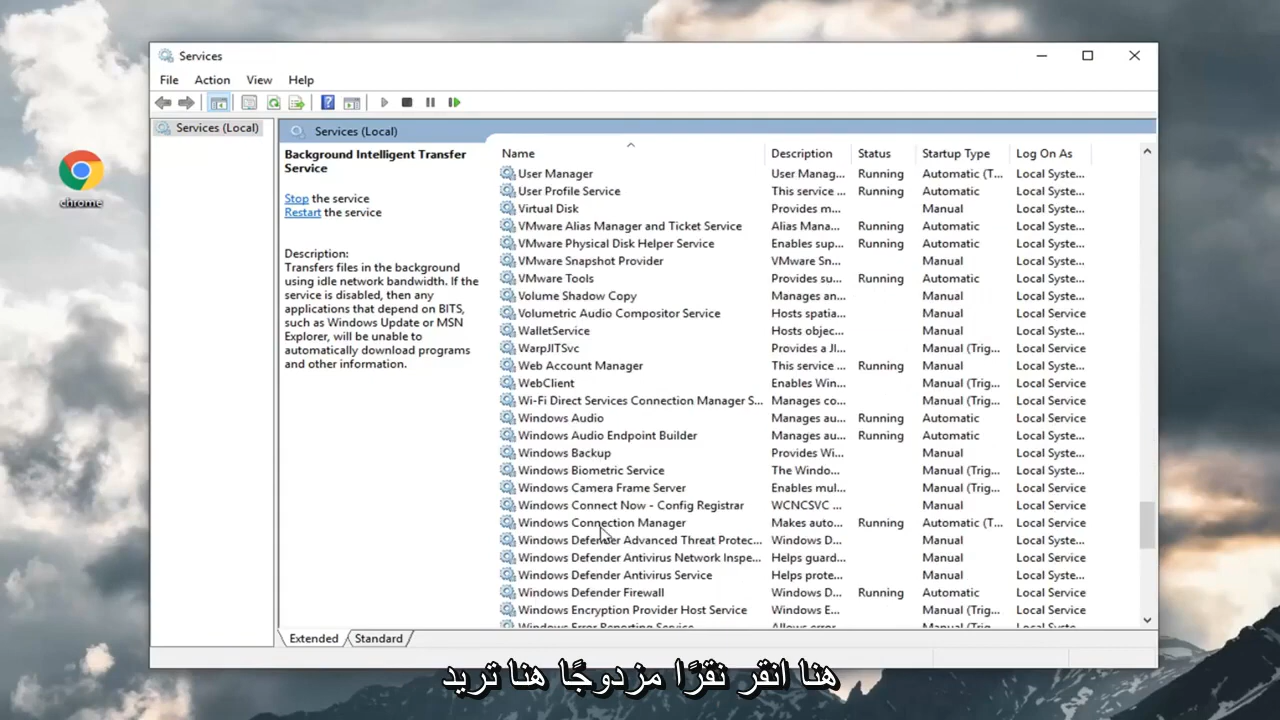 Services
File Action View Help
Services (Local)
Services (Local)
chrome
Background Intelligent Transfer
Service
Stop the service
Restart the service
Description:
Transfers files in the background
using idle network bandwidth. If the
service is disabled, then any
applications that depend on BITS,
such as Windows Update or MSN
Explorer, will be unable to
automatically download programs
and other information.
Name Description Status Startup Type Log On As
User Manager User Manag... Running Automatic (T... Local Syste...
User Profile Service This service ... Running Automatic Local Syste...
Virtual Disk Provides m... Manual Local Syste...
VMware Alias Manager and Ticket Service Alias Mana... Running Automatic Local Syste...
VMware Physical Disk Helper Service Enables sup... Running Automatic Local Syste...
VMware Snapshot Provider VMware Sn... Manual Local Syste...
VMware Tools Provides su... Running Automatic Local Syste...
Volume Shadow Copy Manages an... Manual Local Syste...
Volumetric Audio Compositor Service Hosts spatia... Manual Local Service
WalletService Hosts objec... Manual Local Syste...
WarpJITSvc Provides a JI... Manual (Trig... Local Service
Web Account Manager This service ... Running Manual Local Syste...
WebClient Enables Win... Manual (Trig... Local Service
Wi-Fi Direct Services Connection Manager S... Manages co... Manual (Trig... Local Service
Windows Audio Manages au... Running Automatic Local Service
Windows Audio Endpoint Builder Manages au... Running Automatic Local Syste...
Windows Backup Provides Wi... Manual Local Syste...
Windows Biometric Service The Windo... Manual (Trig... Local Syste...
Windows Camera Frame Server Enables mul... Manual (Trig... Local Service
Windows Connect Now - Config Registrar WCNCSVC ... Manual Local Service
Windows Connection Manager Makes auto... Running Automatic (T... Local Service
Windows Defender Advanced Threat Protec... Windows D... Manual Local Syste...
Windows Defender Antivirus Network Inspe... Helps guard... Manual Local Service
Windows Defender Antivirus Service Helps prote... Manual Local Syste...
Windows Defender Firewall Windows D... Running Automatic Local Service
Windows Encryption Provider Host Service Windows E... Manual (Trig... Local Service
Windows Error Reporting Service Allows error... Manual (Trig... Local Syste...
Extended Standard
هنا انقر نقرًا مزدوجًا هنا تريد